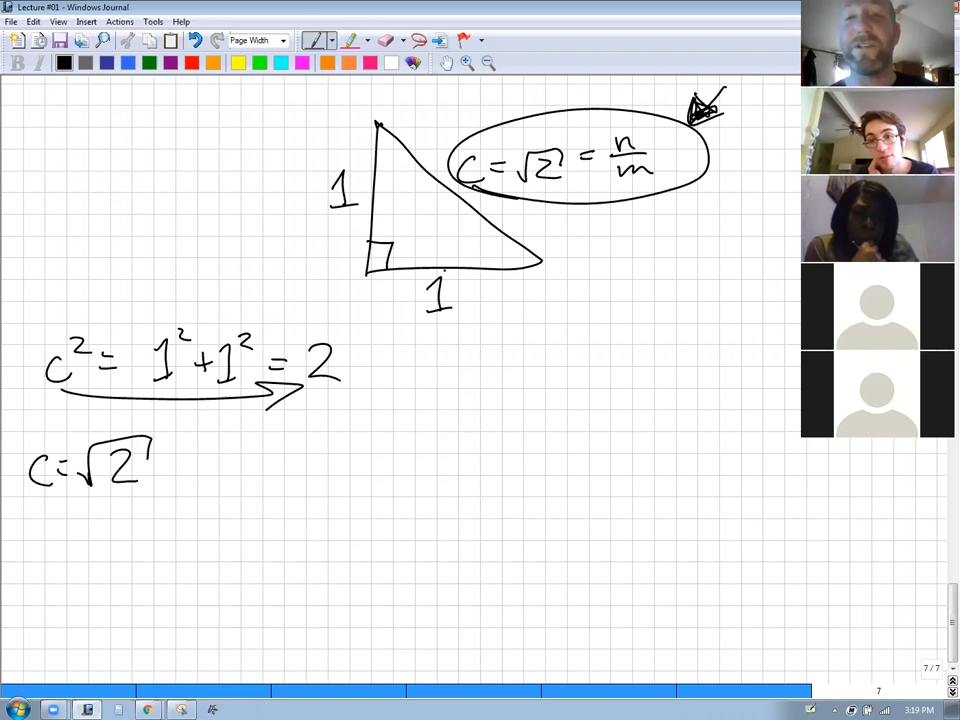 Lecture #01 - Windows Journal
File Edit View Insert Actions Tools Help
Page Width
B I
1
c = √2 = n/m
1
c² = 1² + 1² = 2
c = √2
7 / 7
7
3:19 PM